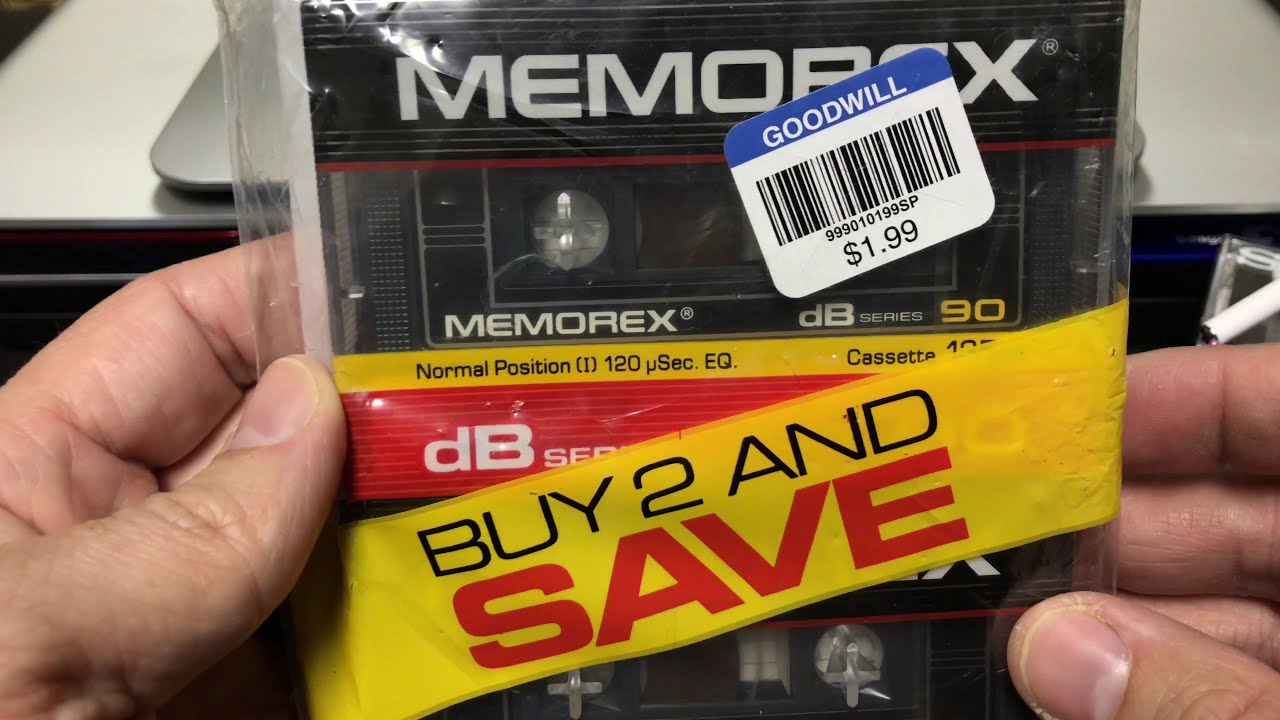 MEMOREX®
GOODWILL
999010199SP
$1.99
MEMOREX®
dB SERIES 90
Normal Position (I) 120 µSec. EQ.
Cassette
dB
BUY 2 AND
SAVE